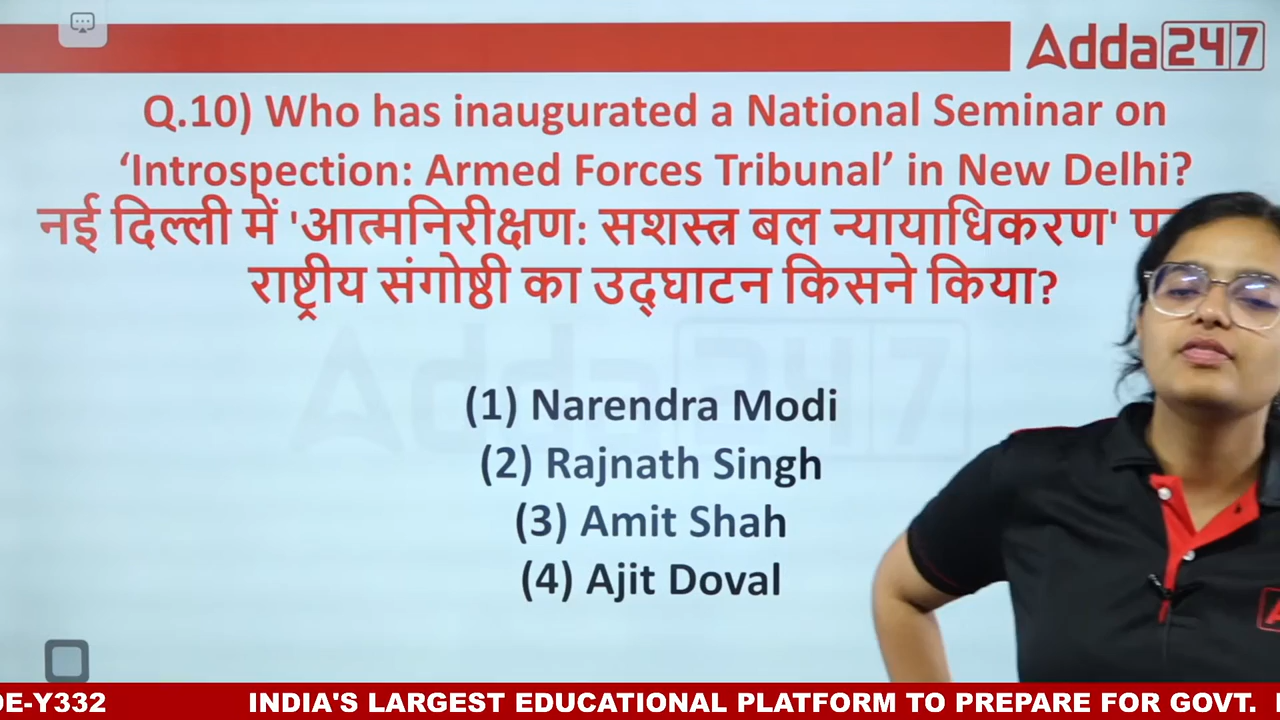 Adda247
Q.10) Who has inaugurated a National Seminar on
‘Introspection: Armed Forces Tribunal’ in New Delhi?
नई दिल्ली में 'आत्मनिरीक्षण: सशस्त्र बल न्यायाधिकरण'
राष्ट्रीय संगोष्ठी का उद्घाटन किसने किया?
Adda247
(1) Narendra Modi
(2) Rajnath Singh
(3) Amit Shah
(4) Ajit Doval
DE-Y332 INDIA'S LARGEST EDUCATIONAL PLATFORM TO PREPARE FOR GOVT.